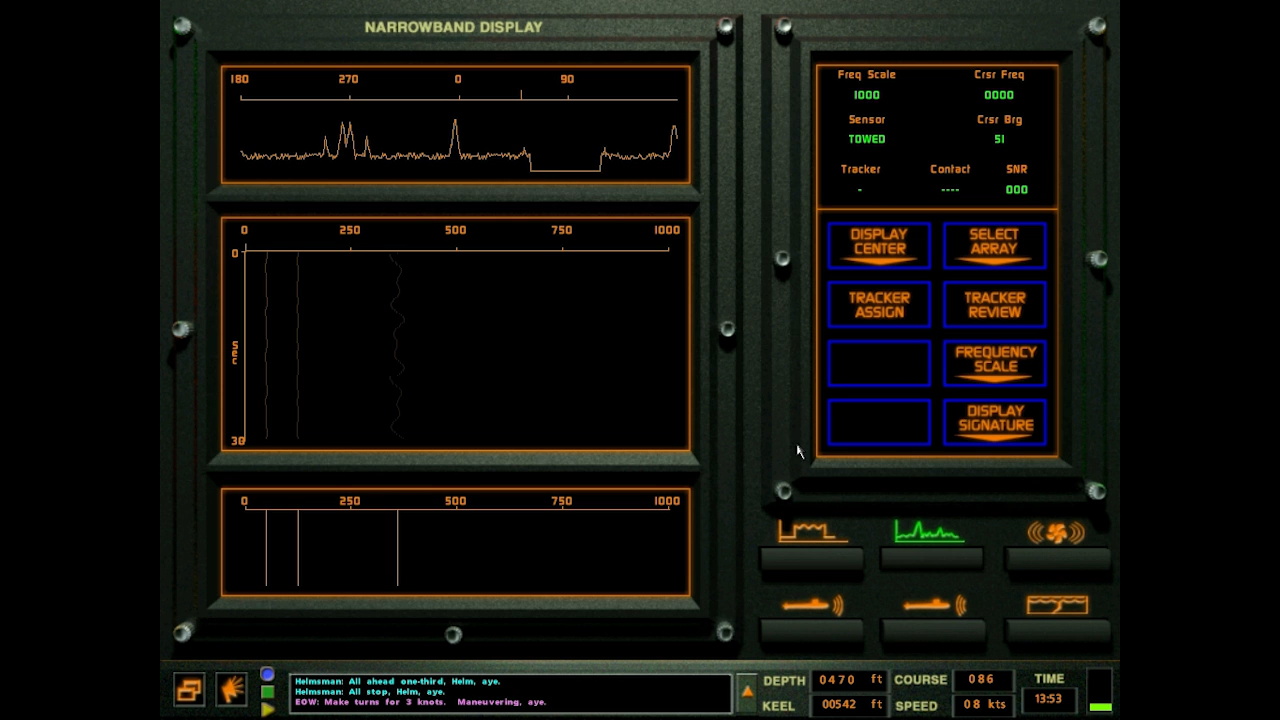 NARROWBAND DISPLAY
180 270 0 90
0 250 500 750 1000
0
Sec
30
0 250 500 750 1000
Freq Scale Crsr Freq
1000 0000
Sensor Crsr Brg
TOWED 51
Tracker Contact SNR
- ---- 000
DISPLAY CENTER
SELECT ARRAY
TRACKER ASSIGN
TRACKER REVIEW
FREQUENCY SCALE
DISPLAY SIGNATURE
Helmsman: All ahead one-third, Helm, aye.
Helmsman: All stop, Helm, aye.
EOW: Make turns for 3 knots. Maneuvering, aye.
DEPTH 0470 ft COURSE 086
KEEL 00542 ft SPEED 08 kts
TIME
13:53